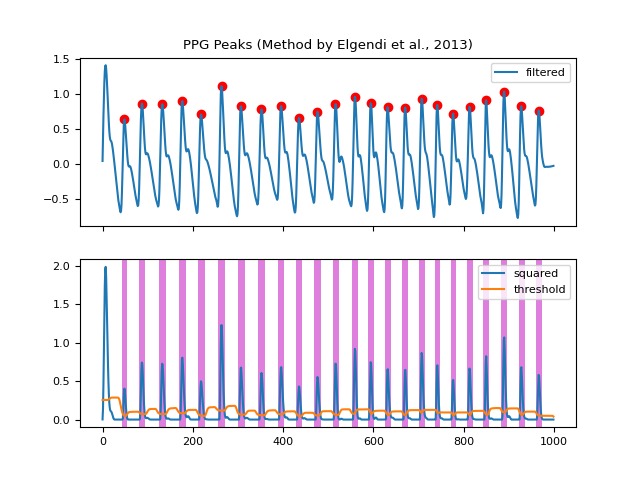 PPG Peaks (Method by Elgendi et al., 2013)
1.5
filtered
1.0
0.5
0.0
−0.5
2.0
squared
threshold
1.5
1.0
0.5
0.0
0 200 400 600 800 1000